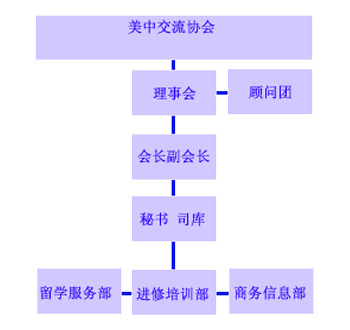 美中交流协会
理事会
顾问团
会长副会长
秘书 司库
留学服务部
进修培训部
商务信息部